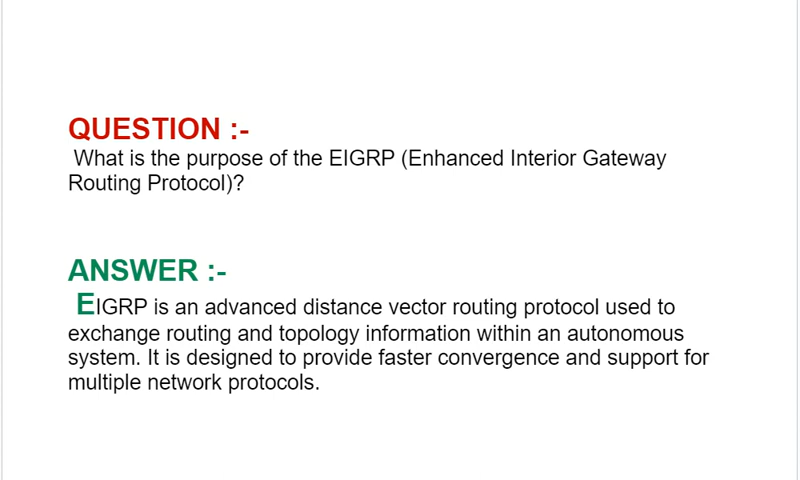 QUESTION :-
What is the purpose of the EIGRP (Enhanced Interior Gateway
Routing Protocol)?
ANSWER :-
EIGRP is an advanced distance vector routing protocol used to
exchange routing and topology information within an autonomous
system. It is designed to provide faster convergence and support for
multiple network protocols.